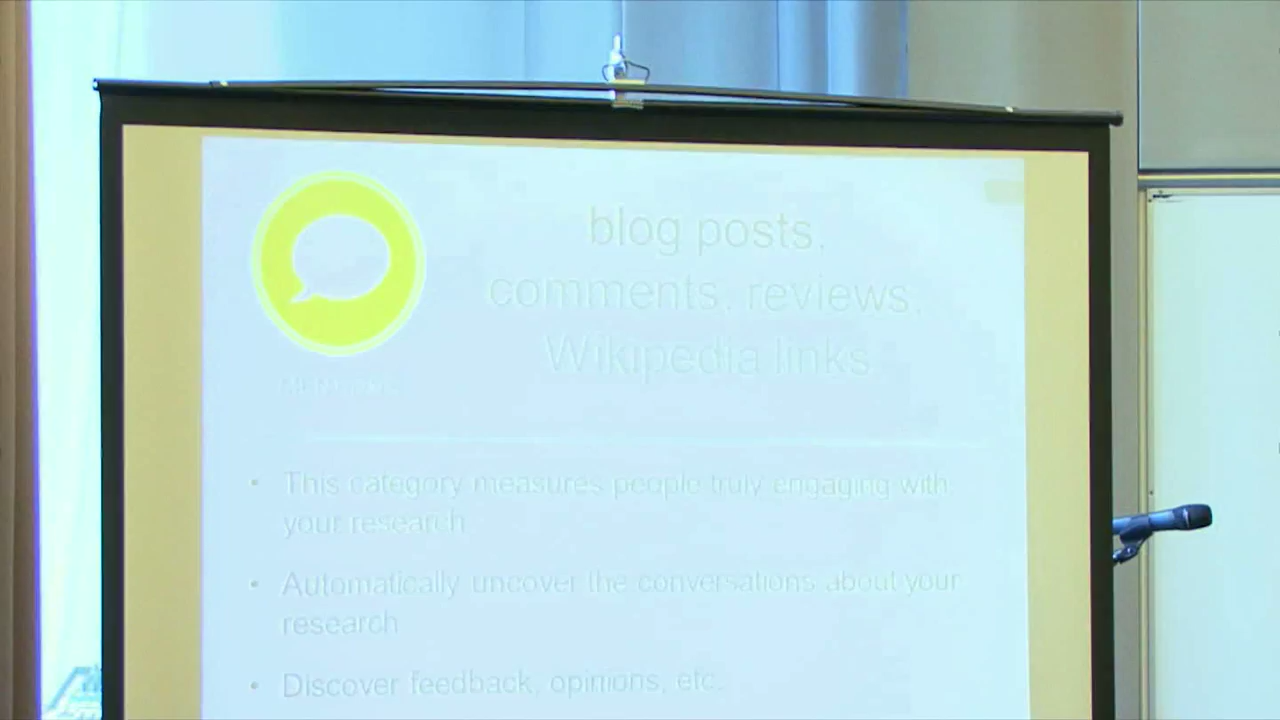 blog posts,
comments, reviews,
Wikipedia links
• This category measures people truly engaging with
your research
• Automatically uncover the conversations about your
research
• Discover feedback, opinions, etc.